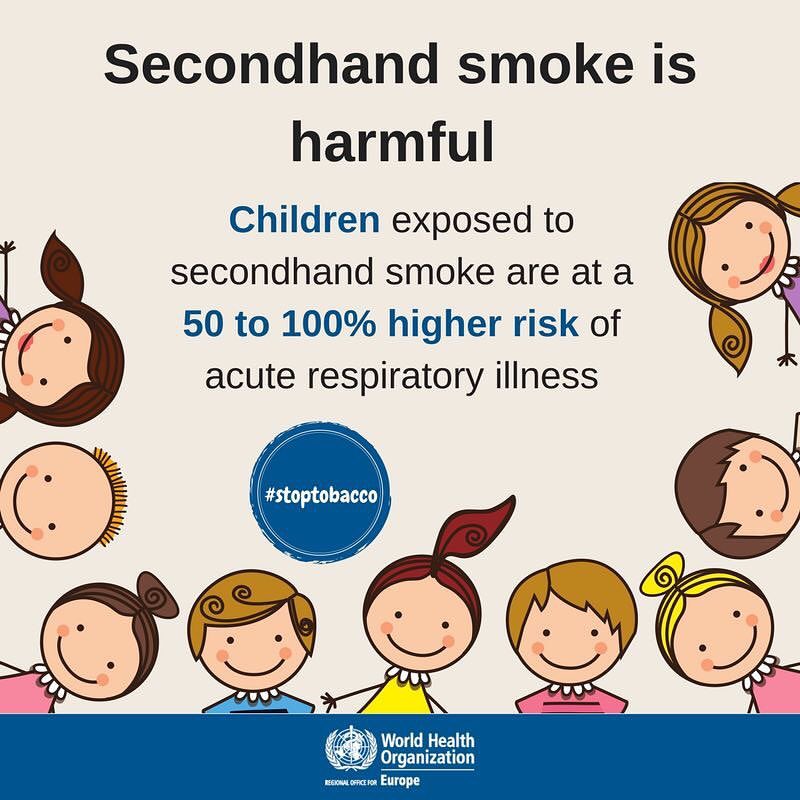 Secondhand smoke is
harmful
Children exposed to
secondhand smoke are at a
50 to 100% higher risk of
acute respiratory illness
#stoptobacco
World Health
Organization
REGIONAL OFFICE FOR Europe